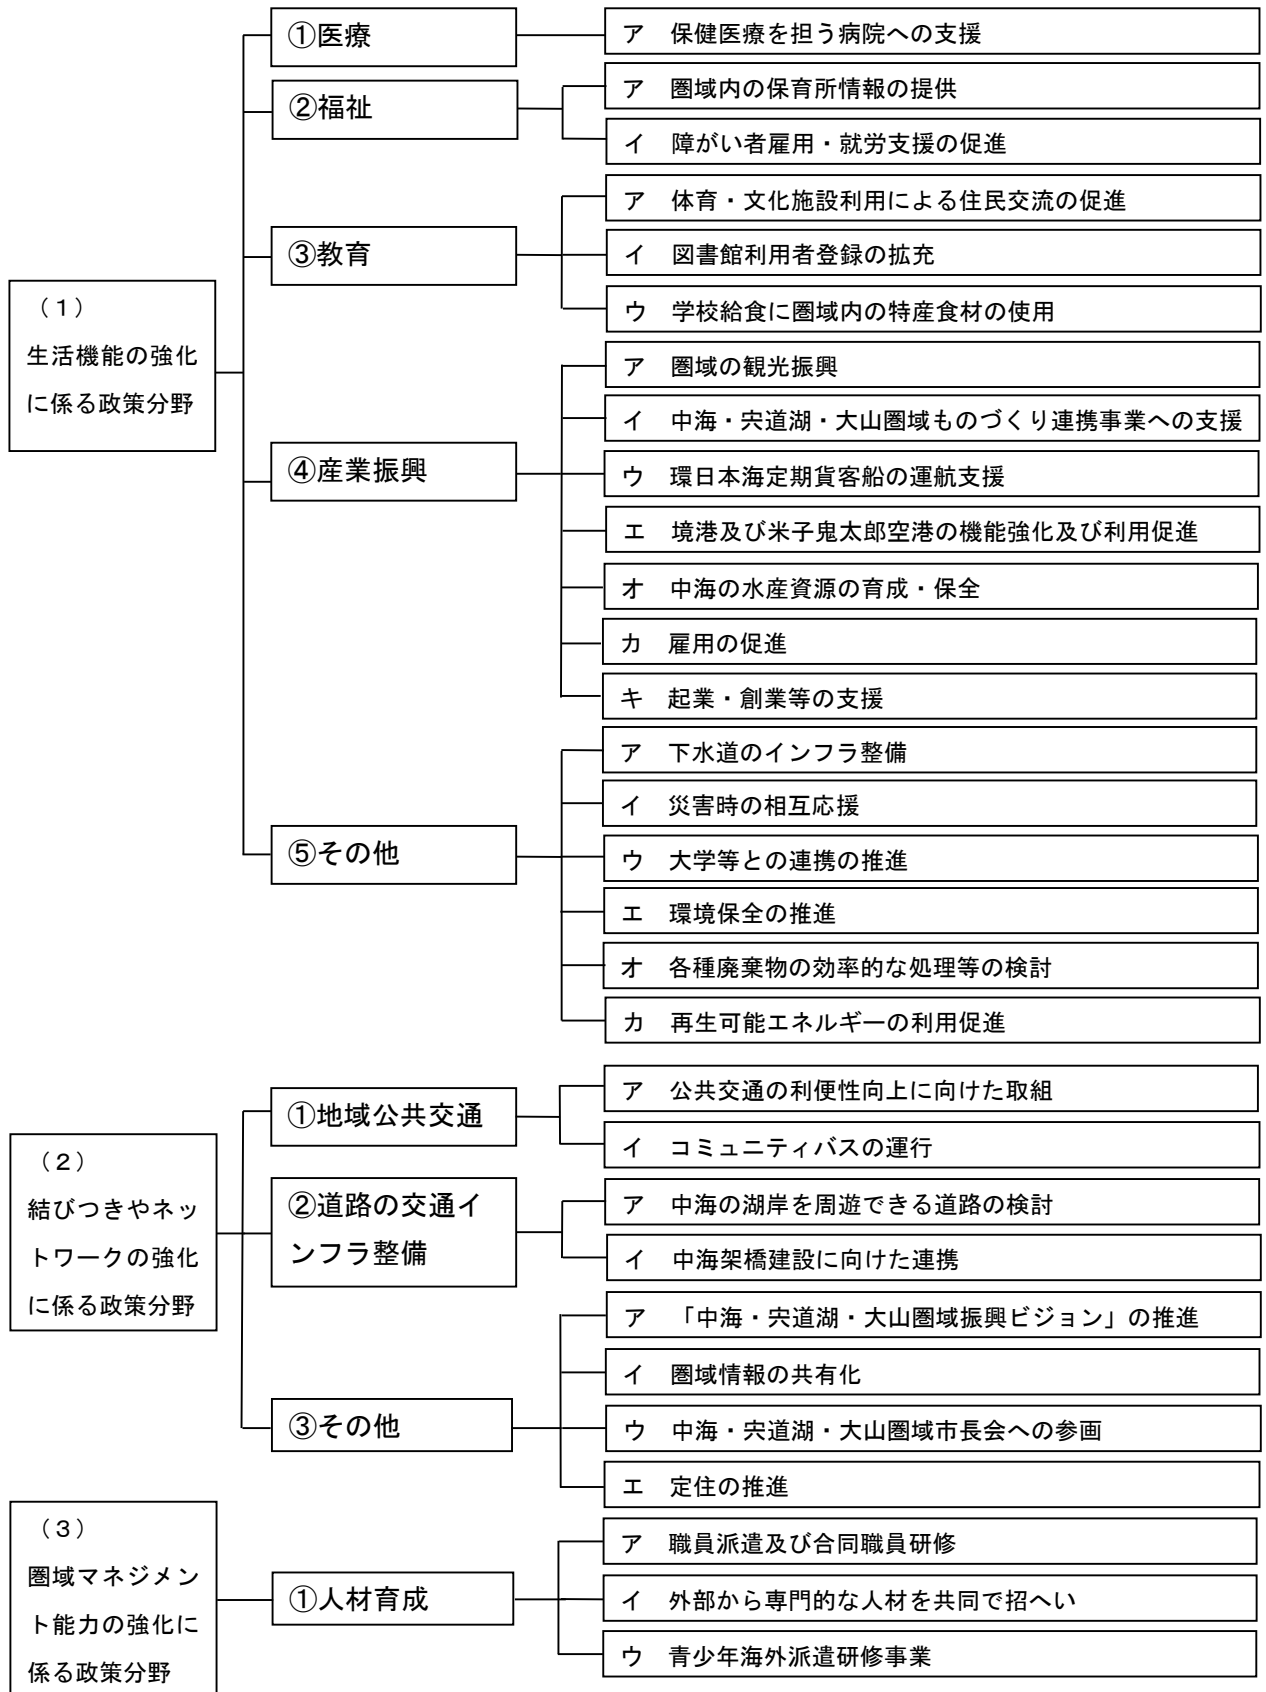 （１）
生活機能の強化
に係る政策分野
①医療
ア　保健医療を担う病院への支援
②福祉
ア　圏域内の保育所情報の提供
イ　障がい者雇用・就労支援の促進
③教育
ア　体育・文化施設利用による住民交流の促進
イ　図書館利用者登録の拡充
ウ　学校給食に圏域内の特産食材の使用
④産業振興
ア　圏域の観光振興
イ　中海・宍道湖・大山圏域ものづくり連携事業への支援
ウ　環日本海定期貨客船の運航支援
エ　境港及び米子鬼太郎空港の機能強化及び利用促進
オ　中海の水産資源の育成・保全
カ　雇用の促進
キ　起業・創業等の支援
⑤その他
ア　下水道のインフラ整備
イ　災害時の相互応援
ウ　大学等との連携の推進
エ　環境保全の推進
オ　各種廃棄物の効率的な処理等の検討
カ　再生可能エネルギーの利用促進
（２）
結びつきやネッ
トワークの強化
に係る政策分野
①地域公共交通
ア　公共交通の利便性向上に向けた取組
イ　コミュニティバスの運行
②道路の交通イ
ンフラ整備
ア　中海の湖岸を周遊できる道路の検討
イ　中海架橋建設に向けた連携
③その他
ア　「中海・宍道湖・大山圏域振興ビジョン」の推進
イ　圏域情報の共有化
ウ　中海・宍道湖・大山圏域市長会への参画
エ　定住の推進
（３）
圏域マネジメン
ト能力の強化に
係る政策分野
①人材育成
ア　職員派遣及び合同職員研修
イ　外部から専門的な人材を共同で招へい
ウ　青少年海外派遣研修事業